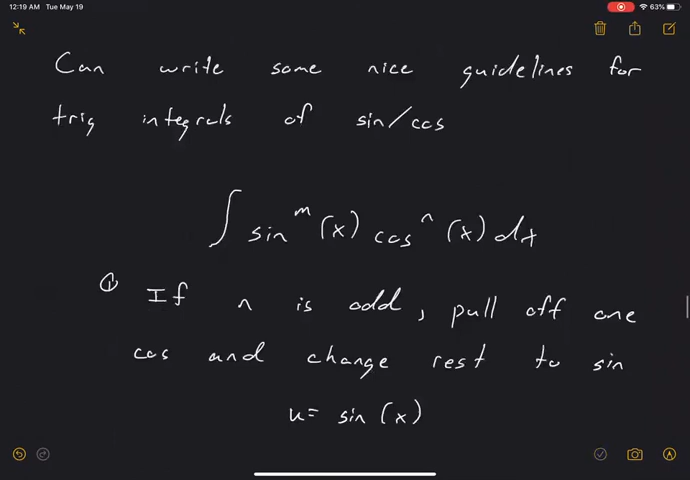 12:19 AM Tue May 19
63%
Can write some nice guidelines for
trig integrals of sin/cos
∫ sin^m (x) cos^n (x) dx
① If n is odd, pull off one
cos and change rest to sin
u= sin (x)